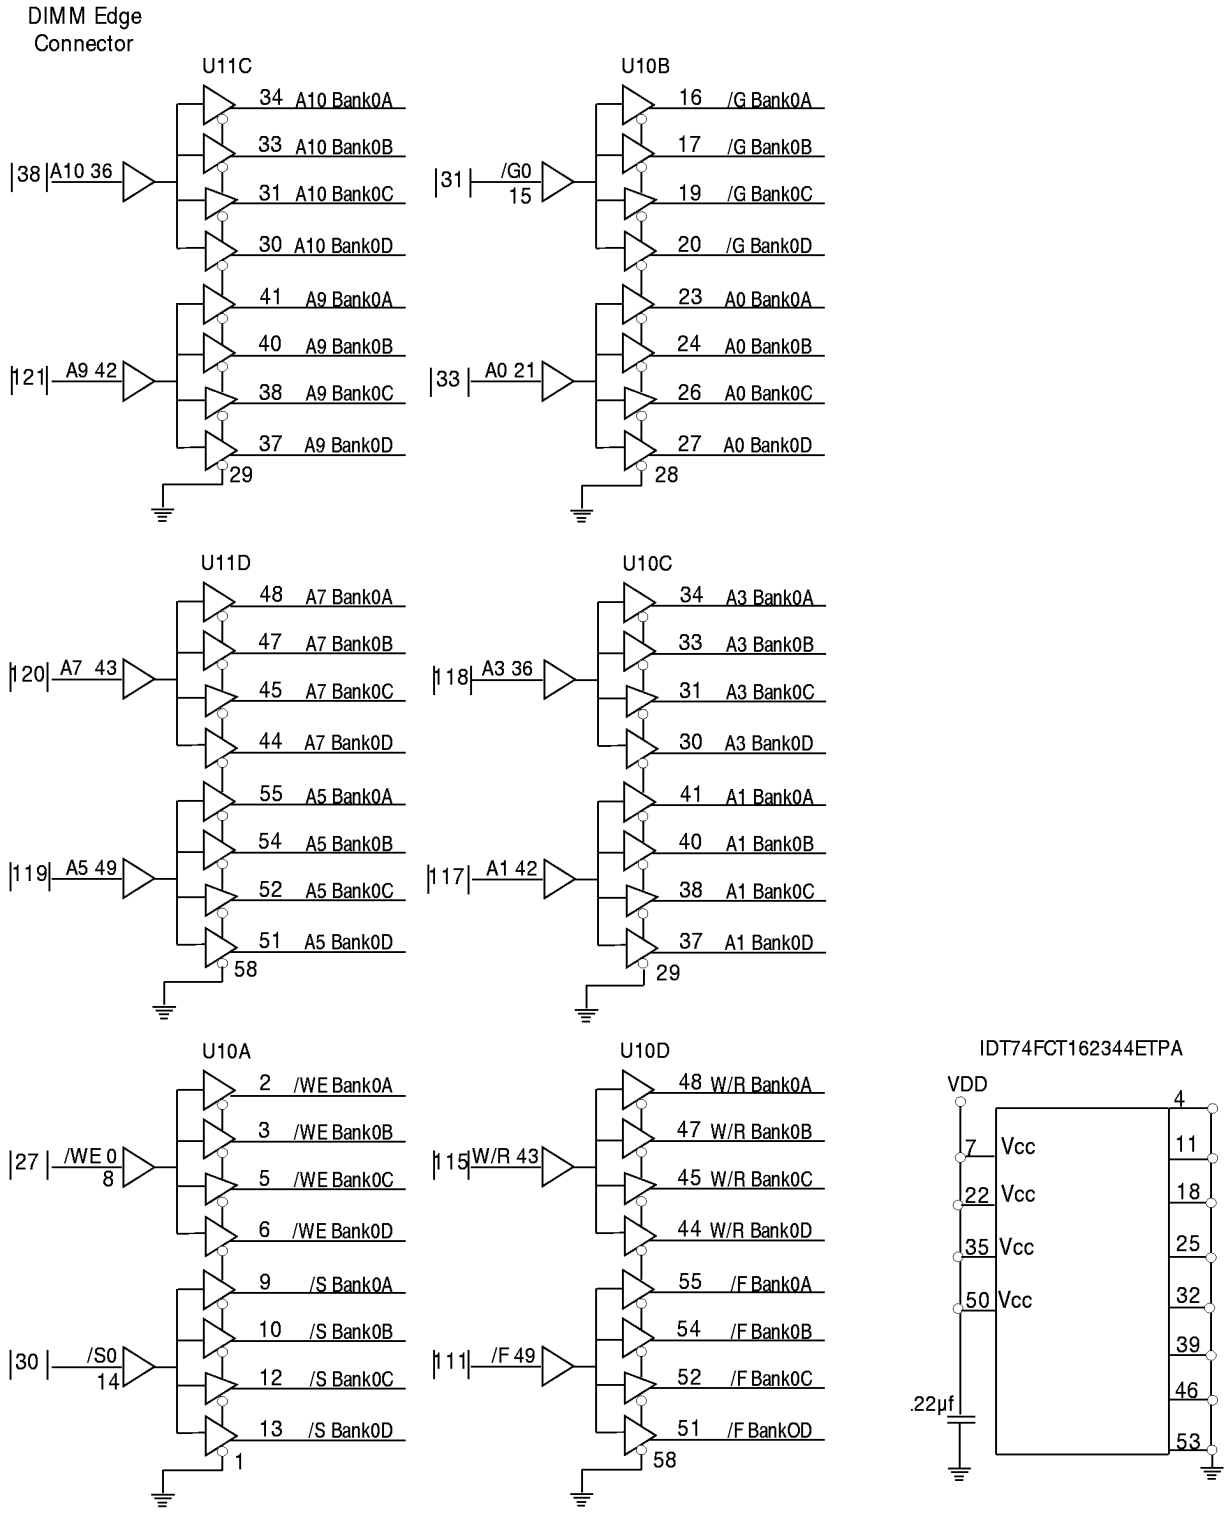 DIMM Edge
Connector
U11C
34 A10 Bank0A
33 A10 Bank0B
|38| A10 36
31 A10 Bank0C
30 A10 Bank0D
41 A9 Bank0A
40 A9 Bank0B
|121| A9 42
38 A9 Bank0C
37 A9 Bank0D
29
U10B
16 /G Bank0A
17 /G Bank0B
|31| /G0
15
19 /G Bank0C
20 /G Bank0D
23 A0 Bank0A
24 A0 Bank0B
|33| A0 21
26 A0 Bank0C
27 A0 Bank0D
28
U11D
48 A7 Bank0A
47 A7 Bank0B
|120| A7 43
45 A7 Bank0C
44 A7 Bank0D
55 A5 Bank0A
54 A5 Bank0B
|119| A5 49
52 A5 Bank0C
51 A5 Bank0D
58
U10C
34 A3 Bank0A
33 A3 Bank0B
|118| A3 36
31 A3 Bank0C
30 A3 Bank0D
41 A1 Bank0A
40 A1 Bank0B
|117| A1 42
38 A1 Bank0C
37 A1 Bank0D
29
U10A
2 /WE Bank0A
3 /WE Bank0B
|27| /WE 0
8
5 /WE Bank0C
6 /WE Bank0D
9 /S Bank0A
10 /S Bank0B
|30| /S0
14
12 /S Bank0C
13 /S Bank0D
1
U10D
48 W/R Bank0A
47 W/R Bank0B
|115| W/R 43
45 W/R Bank0C
44 W/R Bank0D
55 /F Bank0A
54 /F Bank0B
|111| /F 49
52 /F Bank0C
51 /F BankOD
58
IDT74FCT162344ETPA
VDD
4
7 Vcc
11
22 Vcc
18
35 Vcc
25
50 Vcc
32
39
46
.22µf
53